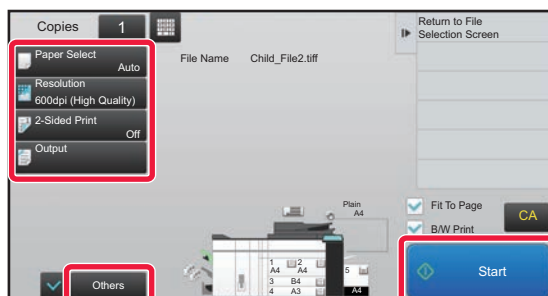 Copies 1
Return to File
Selection Screen
Paper Select
Auto
File Name Child_File2.tiff
Resolution
600dpi (High Quality)
2-Sided Print
Off
Output
Plain
A4
Fit To Page
CA
B/W Print
1 2
A4 A4
5
3 B4
4 A3
A4
Others
Start